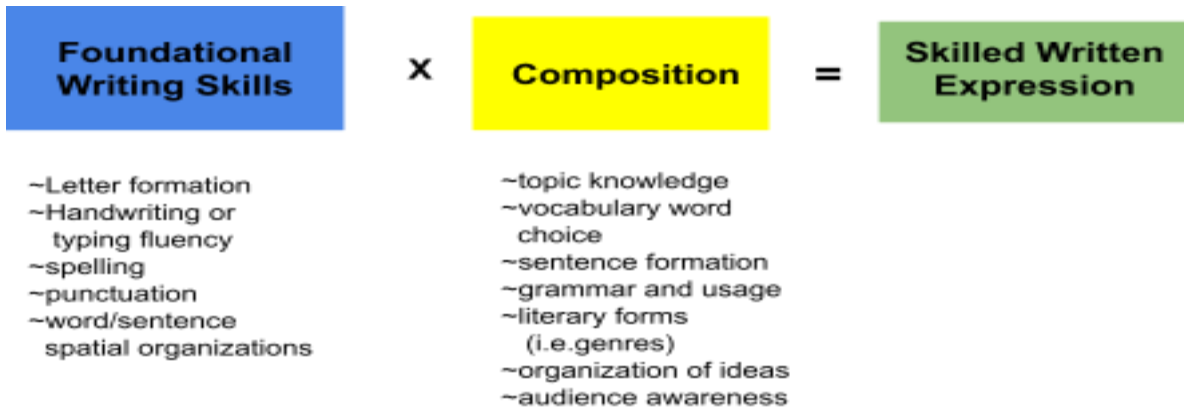 Foundational
Writing Skills
x
Composition
=
Skilled Written
Expression
~Letter formation
~Handwriting or
typing fluency
~spelling
~punctuation
~word/sentence
spatial organizations
~topic knowledge
~vocabulary word
choice
~sentence formation
~grammar and usage
~literary forms
(i.e.genres)
~organization of ideas
~audience awareness